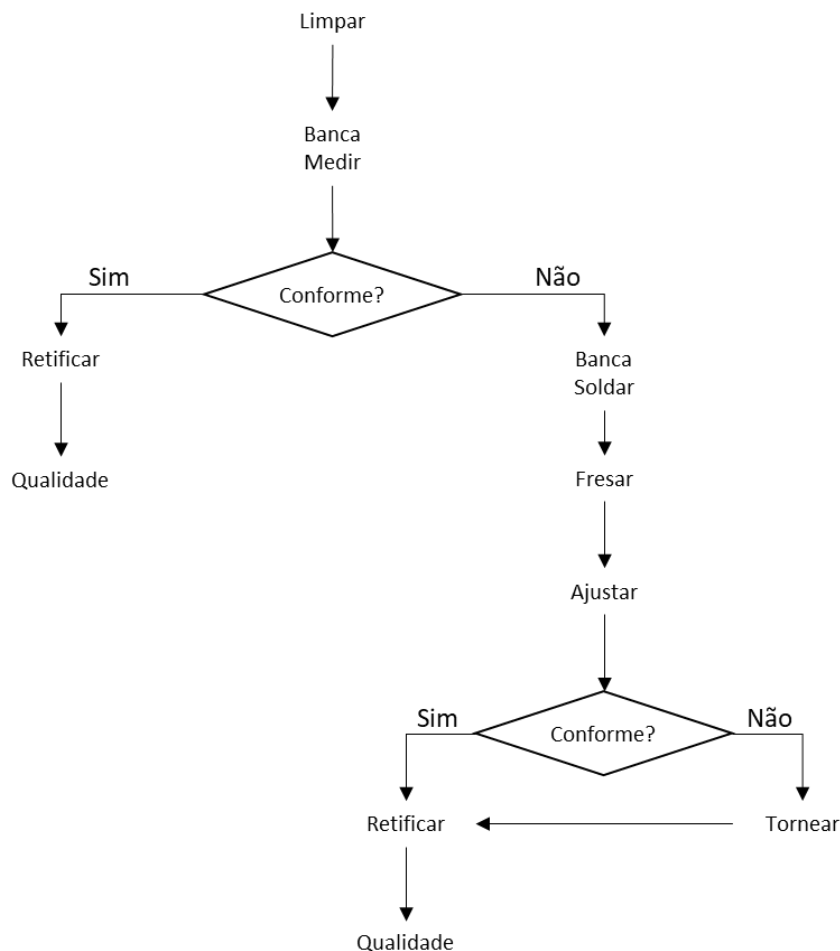 Limpar
Banca
Medir
Sim
Não
Conforme?
Retificar
Banca
Soldar
Qualidade
Fresar
Ajustar
Sim
Não
Conforme?
Retificar
Tornear
Qualidade